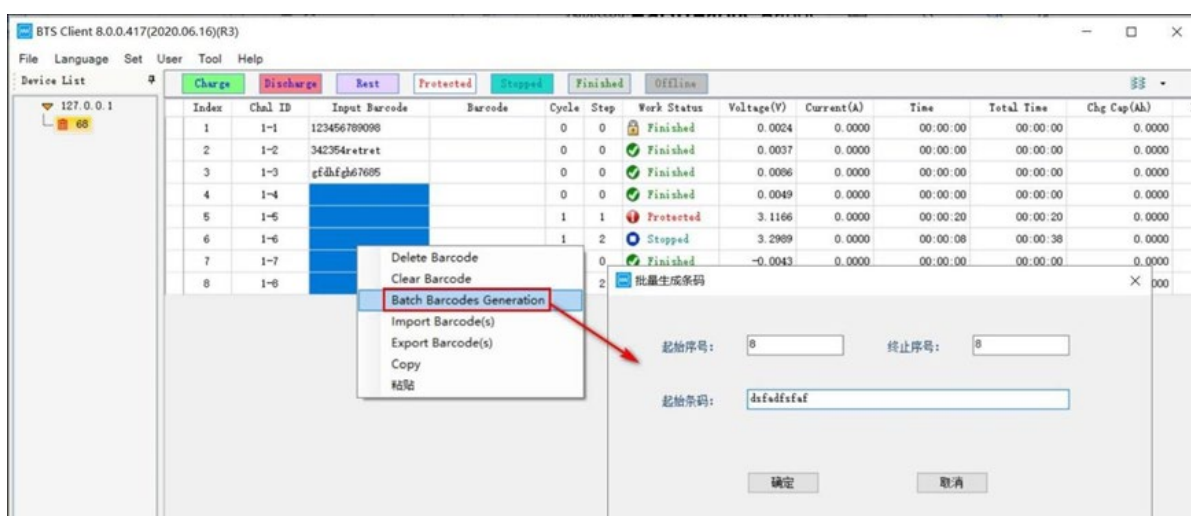 BTS Client 8.0.0.417(2020.06.16)(R3)
File Language Set User Tool Help
Device List
Charge Discharge Rest Protected Stopped Finished Offline
127.0.0.1
68
Index Chnl ID Input Barcode Barcode Cycle Step Work Status Voltage(V) Current(A) Time Total Time Chg Cap(Ah)
1 1-1 123456789098 0 0 Finished 0.0024 0.0000 00:00:00 00:00:00 0.0000
2 1-2 342354retret 0 0 Finished 0.0037 0.0000 00:00:00 00:00:00 0.0000
3 1-3 gfdhfgh67685 0 0 Finished 0.0086 0.0000 00:00:00 00:00:00 0.0000
4 1-4 0 0 Finished 0.0049 0.0000 00:00:00 00:00:00 0.0000
5 1-5 1 1 Protected 3.1166 0.0000 00:00:20 00:00:20 0.0000
6 1-6 1 2 Stopped 3.2989 0.0000 00:00:08 00:00:38 0.0000
7 1-7 0 Finished -0.0043 0.0000 00:00:00 00:00:00 0.0000
8 1-8 2 000
Delete Barcode
Clear Barcode
Batch Barcodes Generation
Import Barcode(s)
Export Barcode(s)
Copy
粘贴
批量生成条码
起始序号: 8 终止序号: 8
起始条码: dsfadfsfaf
确定 取消